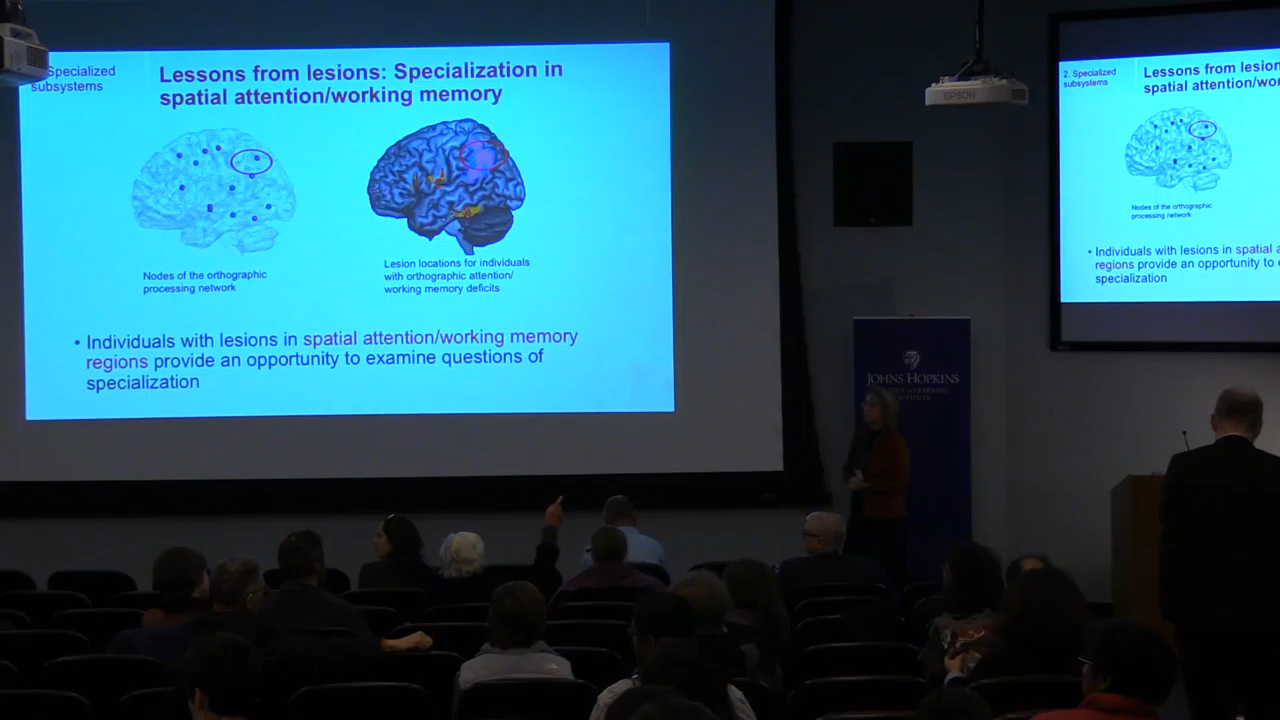 Specialized
subsystems
Lessons from lesions: Specialization in
spatial attention/working memory
Nodes of the orthographic
processing network
Lesion locations for individuals
with orthographic attention/
working memory deficits
• Individuals with lesions in spatial attention/working memory
regions provide an opportunity to examine questions of
specialization
EPSON
2. Specialized
subsystems
Lessons from lesion
spatial attention/wo
Nodes of the orthographic
processing network
• Individuals with lesions in spatial a
regions provide an opportunity to
specialization
JOHNS HOPKINS